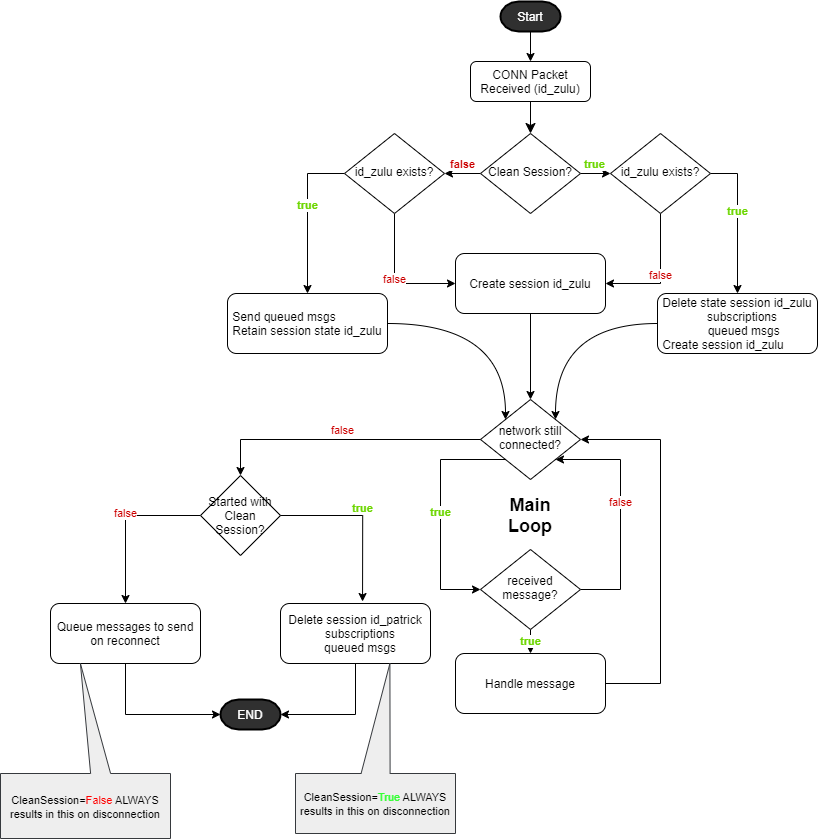 Start
CONN Packet
Received (id_zulu)
false
true
id_zulu exists?
Clean Session?
id_zulu exists?
true
true
false
false
Create session id_zulu
Send queued msgs
Retain session state id_zulu
Delete state session id_zulu
subscriptions
queued msgs
Create session id_zulu
false
network still
connected?
Started with
Clean
Session?
false
true
true
Main
Loop
false
received
message?
Queue messages to send
on reconnect
Delete session id_patrick
subscriptions
queued msgs
true
Handle message
END
CleanSession=False ALWAYS
results in this on disconnection
CleanSession=True ALWAYS
results in this on disconnection